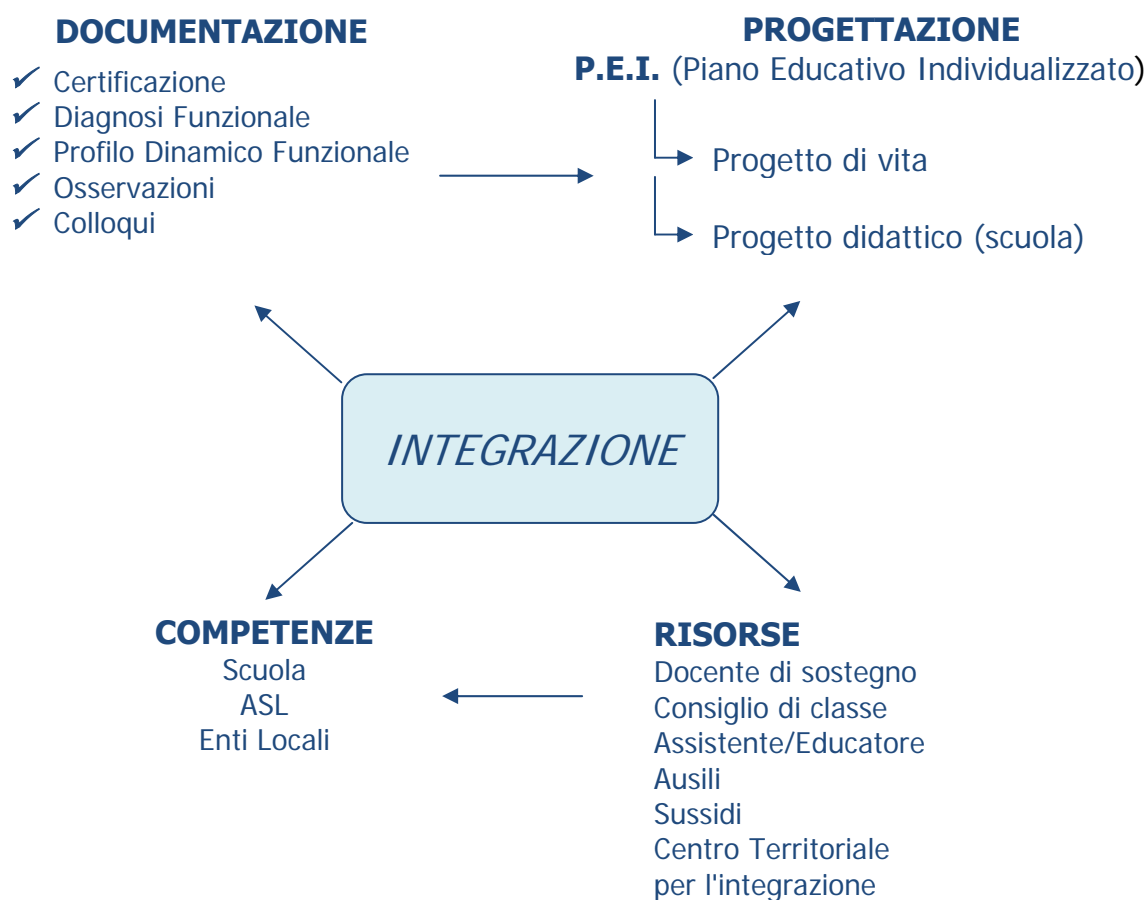 DOCUMENTAZIONE
✓ Certificazione
✓ Diagnosi Funzionale
✓ Profilo Dinamico Funzionale
✓ Osservazioni
✓ Colloqui
PROGETTAZIONE
P.E.I. (Piano Educativo Individualizzato)
Progetto di vita
Progetto didattico (scuola)
INTEGRAZIONE
COMPETENZE
Scuola
ASL
Enti Locali
RISORSE
Docente di sostegno
Consiglio di classe
Assistente/Educatore
Ausili
Sussidi
Centro Territoriale
per l'integrazione